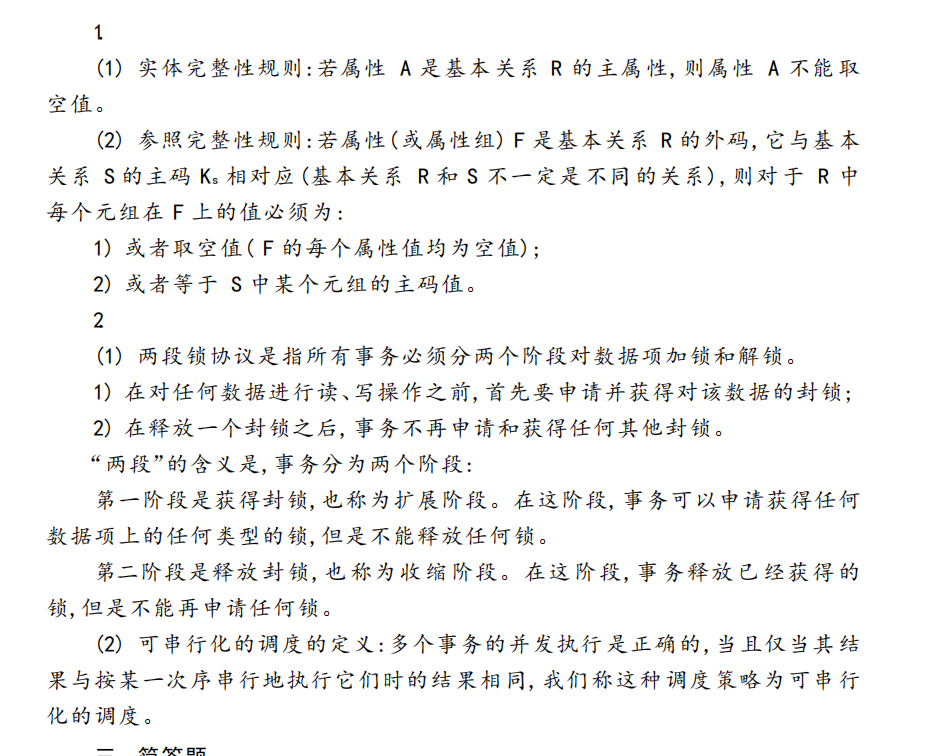 1.
(1) 实体完整性规则:若属性 A 是基本关系 R 的主属性,则属性 A 不能取
空值。
(2) 参照完整性规则:若属性(或属性组)F 是基本关系 R 的外码,它与基本
关系 S 的主码 Ks 相对应(基本关系 R 和 S 不一定是不同的关系),则对于 R 中
每个元组在 F 上的值必须为:
1) 或者取空值( F 的每个属性值均为空值);
2) 或者等于 S 中某个元组的主码值。
2
(1) 两段锁协议是指所有事务必须分两个阶段对数据项加锁和解锁。
1) 在对任何数据进行读、写操作之前,首先要申请并获得对该数据的封锁;
2) 在释放一个封锁之后,事务不再申请和获得任何其他封锁。
“两段”的含义是,事务分为两个阶段:
第一阶段是获得封锁,也称为扩展阶段。在这阶段,事务可以申请获得任何
数据项上的任何类型的锁,但是不能释放任何锁。
第二阶段是释放封锁,也称为收缩阶段。在这阶段,事务释放已经获得的
锁,但是不能再申请任何锁。
(2) 可串行化的调度的定义:多个事务的并发执行是正确的,当且仅当其结
果与按某一次序串行地执行它们时的结果相同,我们称这种调度策略为可串行
化的调度。